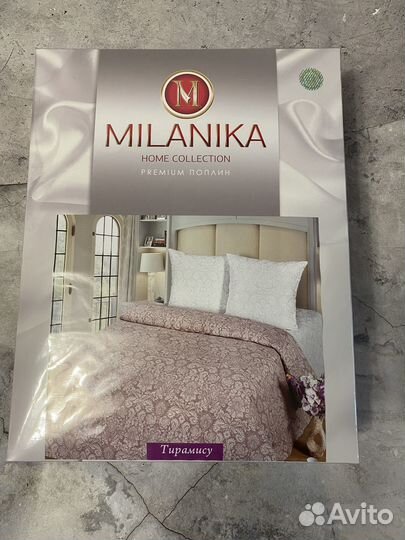 M
MILANIKA
HOME COLLECTION
PREMIUM ПОПЛИН
Тирамису
Avito